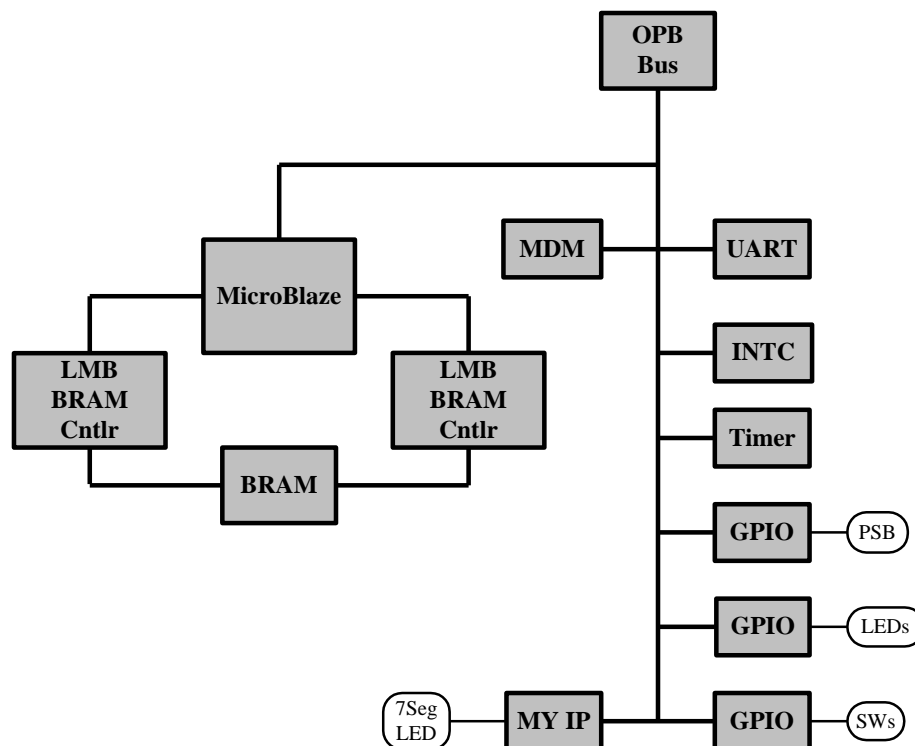 OPB
Bus
MDM
UART
MicroBlaze
INTC
LMB
BRAM
Cntlr
LMB
BRAM
Cntlr
Timer
BRAM
GPIO
PSB
GPIO
LEDs
7Seg
LED
MY IP
GPIO
SWs